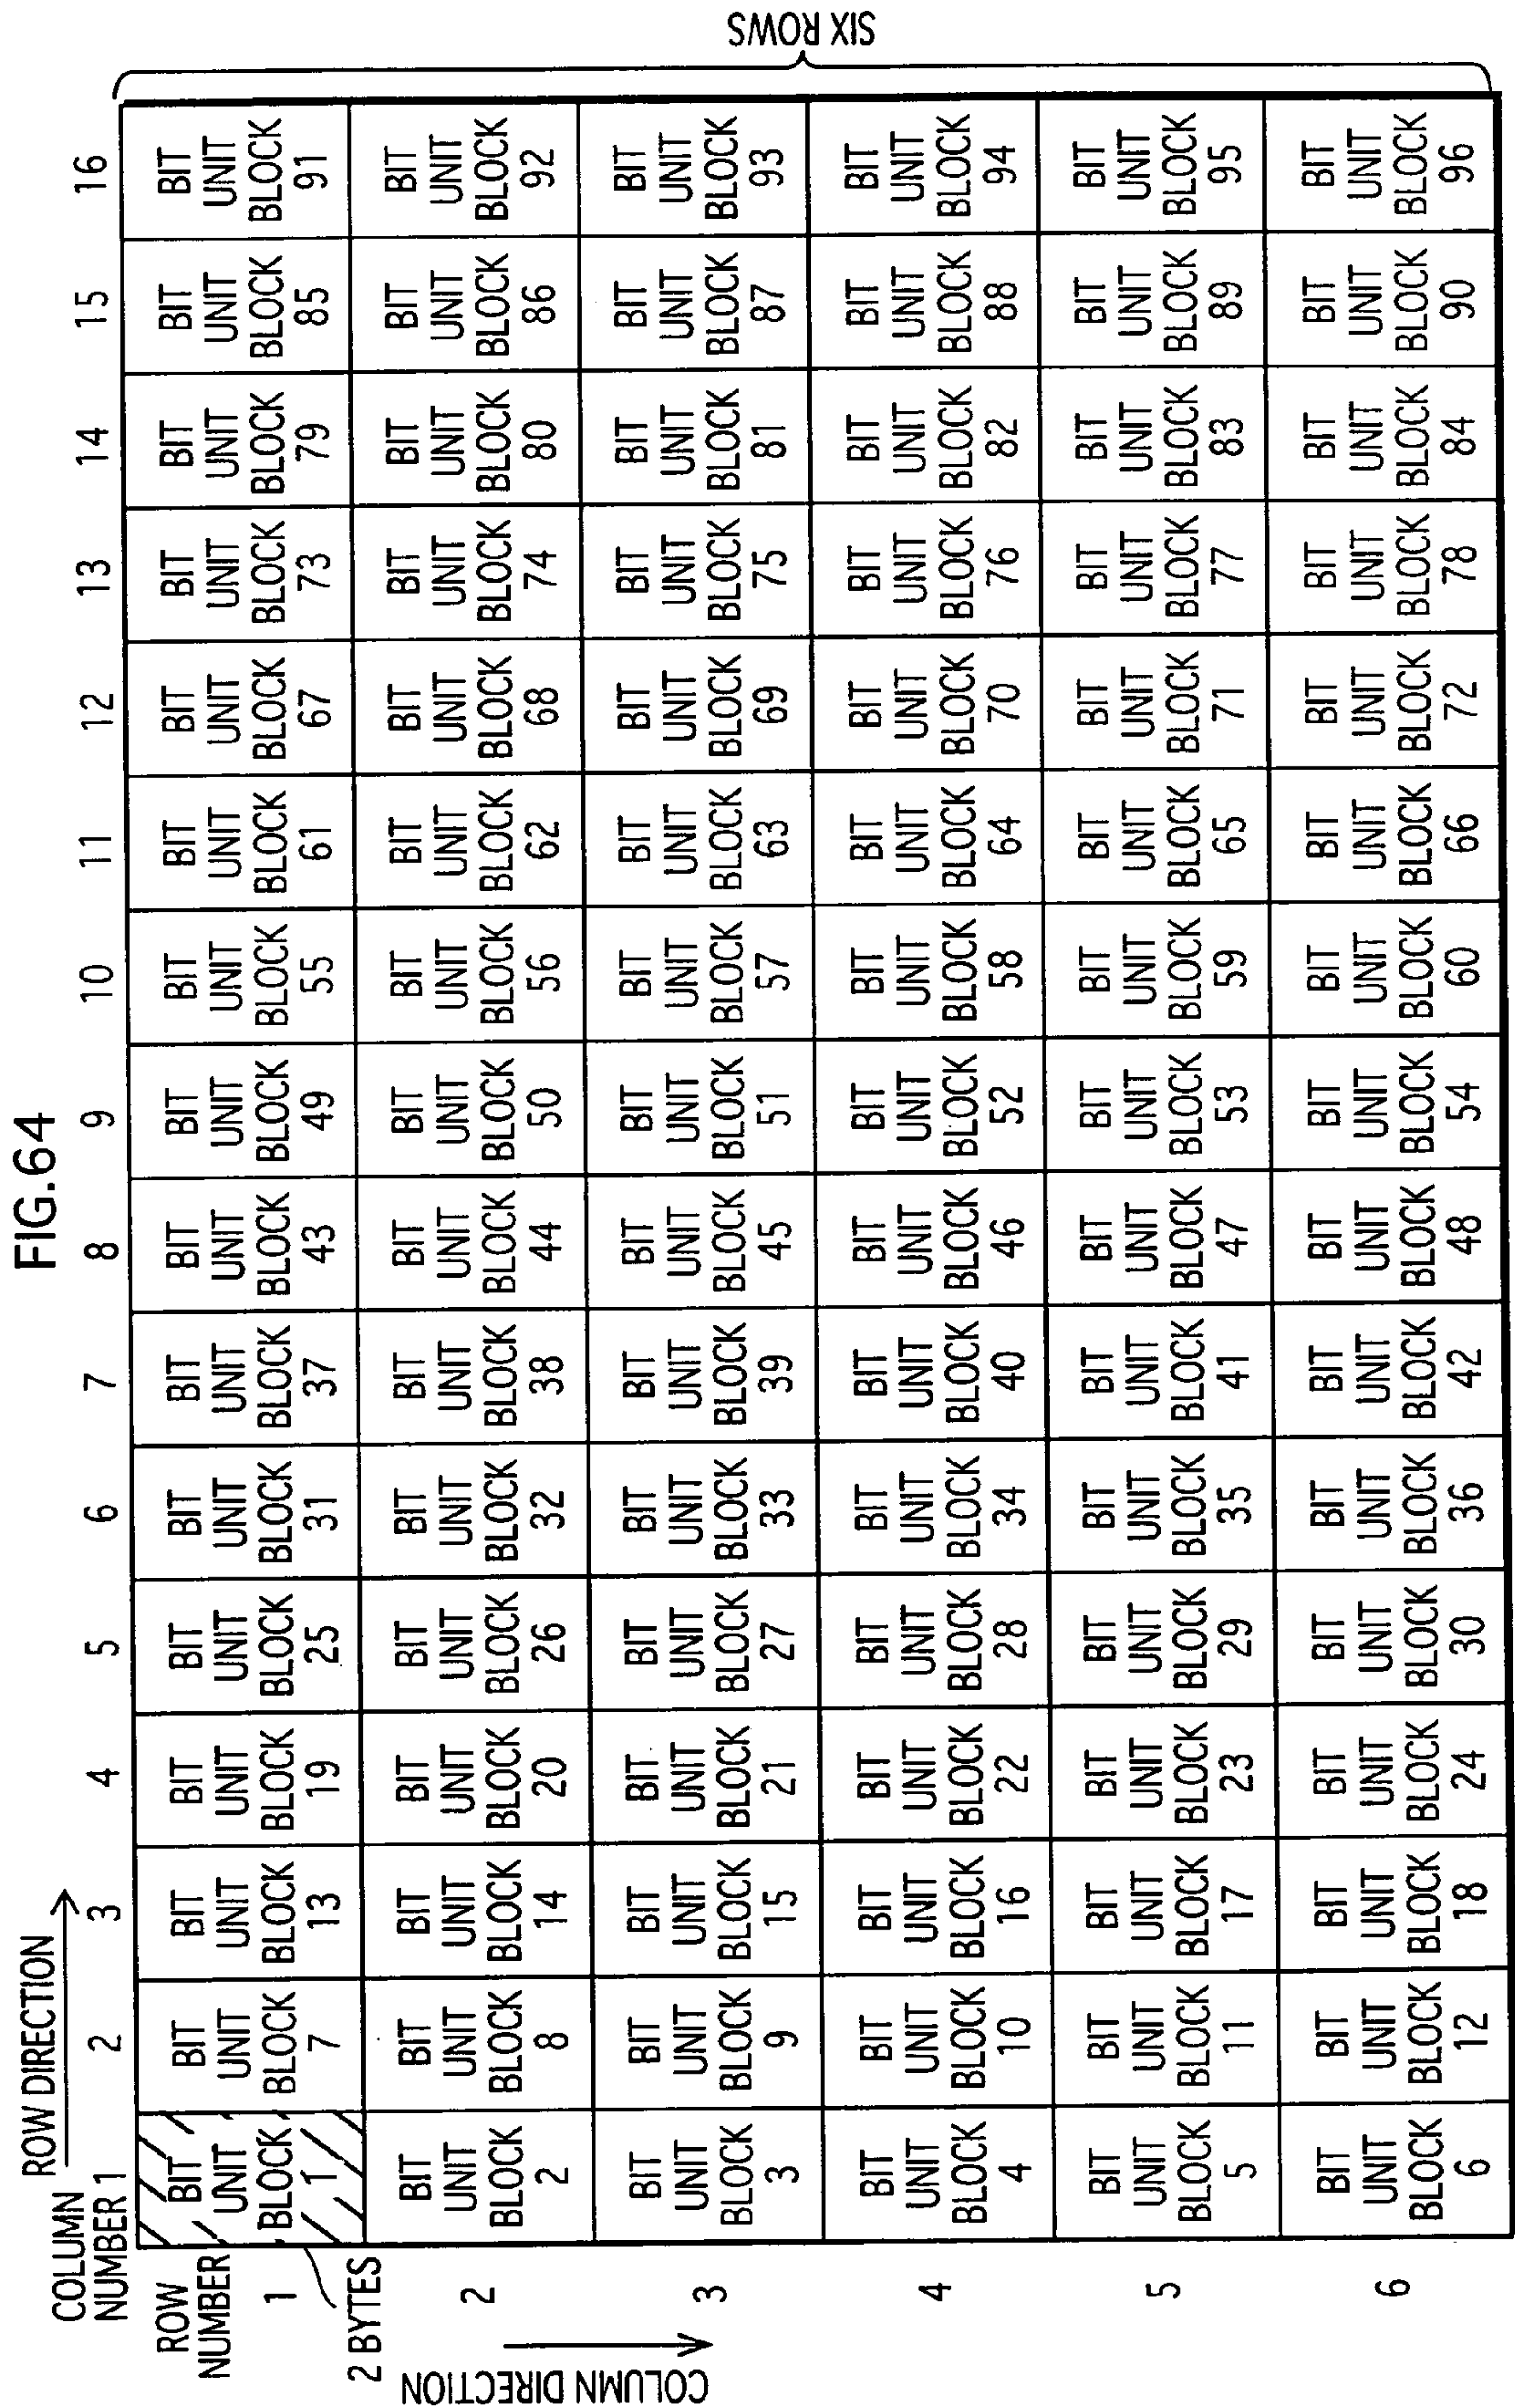 FIG.64
ROW DIRECTION
COLUMN
NUMBER 1 2 3 4 5 6 7 8 9 10 11 12 13 14 15 16
ROW
NUMBER
1
BIT BIT BIT BIT BIT BIT BIT BIT BIT BIT BIT BIT BIT BIT BIT BIT
UNIT UNIT UNIT UNIT UNIT UNIT UNIT UNIT UNIT UNIT UNIT UNIT UNIT UNIT UNIT UNIT
BLOCK BLOCK BLOCK BLOCK BLOCK BLOCK BLOCK BLOCK BLOCK BLOCK BLOCK BLOCK BLOCK BLOCK BLOCK BLOCK
1 7 13 19 25 31 37 43 49 55 61 67 73 79 85 91
2 BYTES
2
BIT BIT BIT BIT BIT BIT BIT BIT BIT BIT BIT BIT BIT BIT BIT BIT
UNIT UNIT UNIT UNIT UNIT UNIT UNIT UNIT UNIT UNIT UNIT UNIT UNIT UNIT UNIT UNIT
BLOCK BLOCK BLOCK BLOCK BLOCK BLOCK BLOCK BLOCK BLOCK BLOCK BLOCK BLOCK BLOCK BLOCK BLOCK BLOCK
2 8 14 20 26 32 38 44 50 56 62 68 74 80 86 92
3
BIT BIT BIT BIT BIT BIT BIT BIT BIT BIT BIT BIT BIT BIT BIT BIT
UNIT UNIT UNIT UNIT UNIT UNIT UNIT UNIT UNIT UNIT UNIT UNIT UNIT UNIT UNIT UNIT
BLOCK BLOCK BLOCK BLOCK BLOCK BLOCK BLOCK BLOCK BLOCK BLOCK BLOCK BLOCK BLOCK BLOCK BLOCK BLOCK
3 9 15 21 27 33 39 45 51 57 63 69 75 81 87 93
4
BIT BIT BIT BIT BIT BIT BIT BIT BIT BIT BIT BIT BIT BIT BIT BIT
UNIT UNIT UNIT UNIT UNIT UNIT UNIT UNIT UNIT UNIT UNIT UNIT UNIT UNIT UNIT UNIT
BLOCK BLOCK BLOCK BLOCK BLOCK BLOCK BLOCK BLOCK BLOCK BLOCK BLOCK BLOCK BLOCK BLOCK BLOCK BLOCK
4 10 16 22 28 34 40 46 52 58 64 70 76 82 88 94
5
BIT BIT BIT BIT BIT BIT BIT BIT BIT BIT BIT BIT BIT BIT BIT BIT
UNIT UNIT UNIT UNIT UNIT UNIT UNIT UNIT UNIT UNIT UNIT UNIT UNIT UNIT UNIT UNIT
BLOCK BLOCK BLOCK BLOCK BLOCK BLOCK BLOCK BLOCK BLOCK BLOCK BLOCK BLOCK BLOCK BLOCK BLOCK BLOCK
5 11 17 23 29 35 41 47 53 59 65 71 77 83 89 95
6
BIT BIT BIT BIT BIT BIT BIT BIT BIT BIT BIT BIT BIT BIT BIT BIT
UNIT UNIT UNIT UNIT UNIT UNIT UNIT UNIT UNIT UNIT UNIT UNIT UNIT UNIT UNIT UNIT
BLOCK BLOCK BLOCK BLOCK BLOCK BLOCK BLOCK BLOCK BLOCK BLOCK BLOCK BLOCK BLOCK BLOCK BLOCK BLOCK
6 12 18 24 30 36 42 48 54 60 66 72 78 84 90 96
COLUMN DIRECTION
SIX ROWS